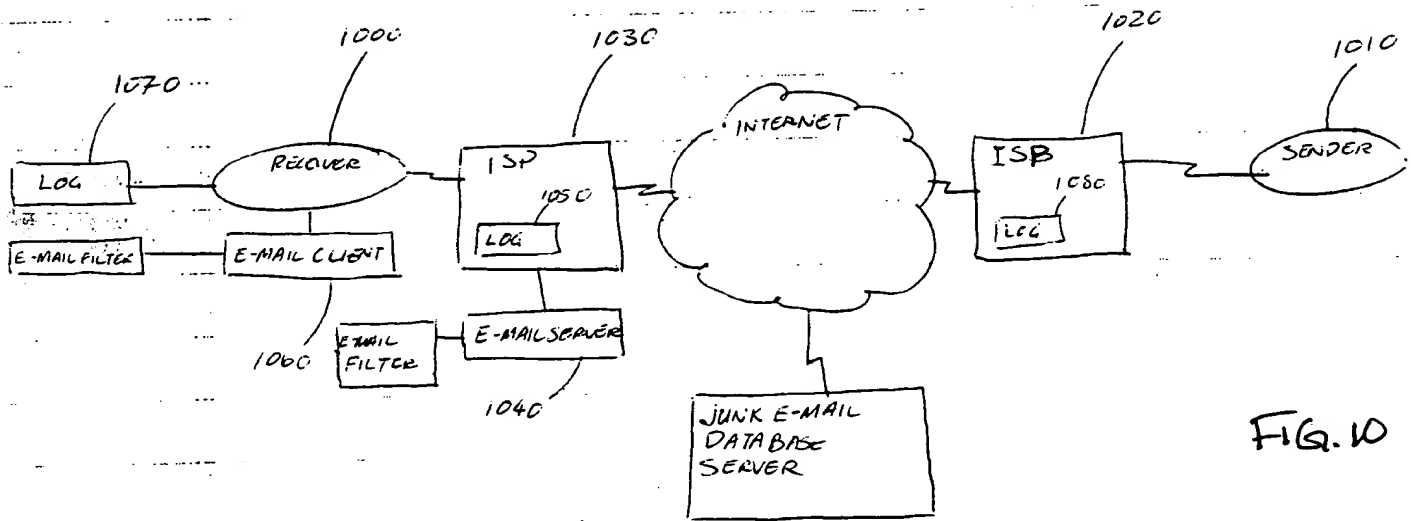 1070
1000
1030
1020
1010
LOG
RECEIVER
ISP
1050
LOG
INTERNET
ISB
1080
LOG
SENDER
E-MAIL FILTER
E-MAIL CLIENT
1060
E-MAIL
FILTER
E-MAIL SERVER
1040
JUNK E-MAIL
DATABASE
SERVER
FIG. 10